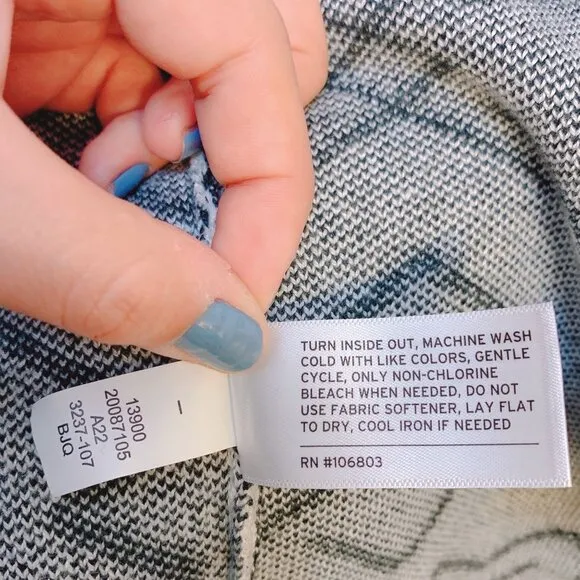 TURN INSIDE OUT, MACHINE WASH
COLD WITH LIKE COLORS, GENTLE
CYCLE, ONLY NON-CHLORINE
BLEACH WHEN NEEDED, DO NOT
USE FABRIC SOFTENER, LAY FLAT
TO DRY, COOL IRON IF NEEDED
RN #106803
13900
20087105
A22
3237-107
BJQ